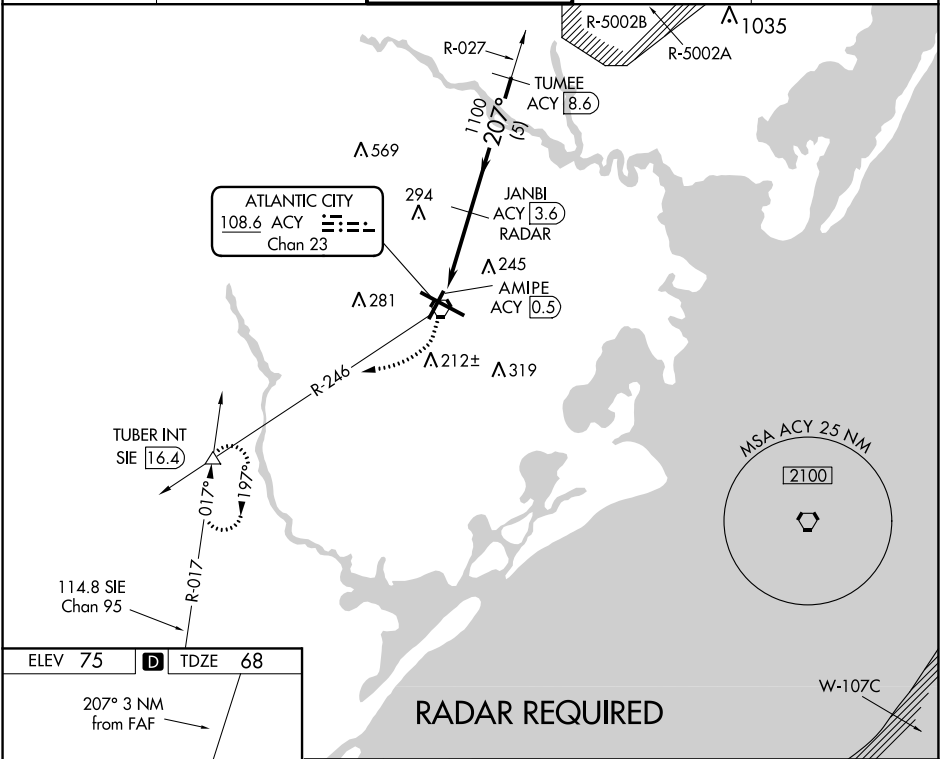 R-5002B
1035
R-5002A
R-027
TUMEE
ACY 8.6
1100
207°
(5)
569
294
JANBI
ACY 3.6
RADAR
ATLANTIC CITY
108.6 ACY
Chan 23
245
AMIPE
ACY 0.5
281
212±
319
R-246
TUBER INT
SIE 16.4
017°
197°
R-017
114.8 SIE
Chan 95
MSA ACY 25 NM
2100
ELEV 75 D TDZE 68
207° 3 NM
from FAF
RADAR REQUIRED
W-107C